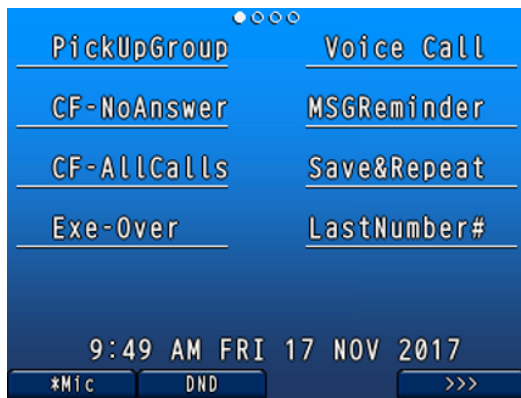 PickUpGroup Voice Call
CF-NoAnswer MSGReminder
CF-AllCalls Save&Repeat
Exe-Over LastNumber#
9:49 AM FRI 17 NOV 2017
*Mic DND >>>